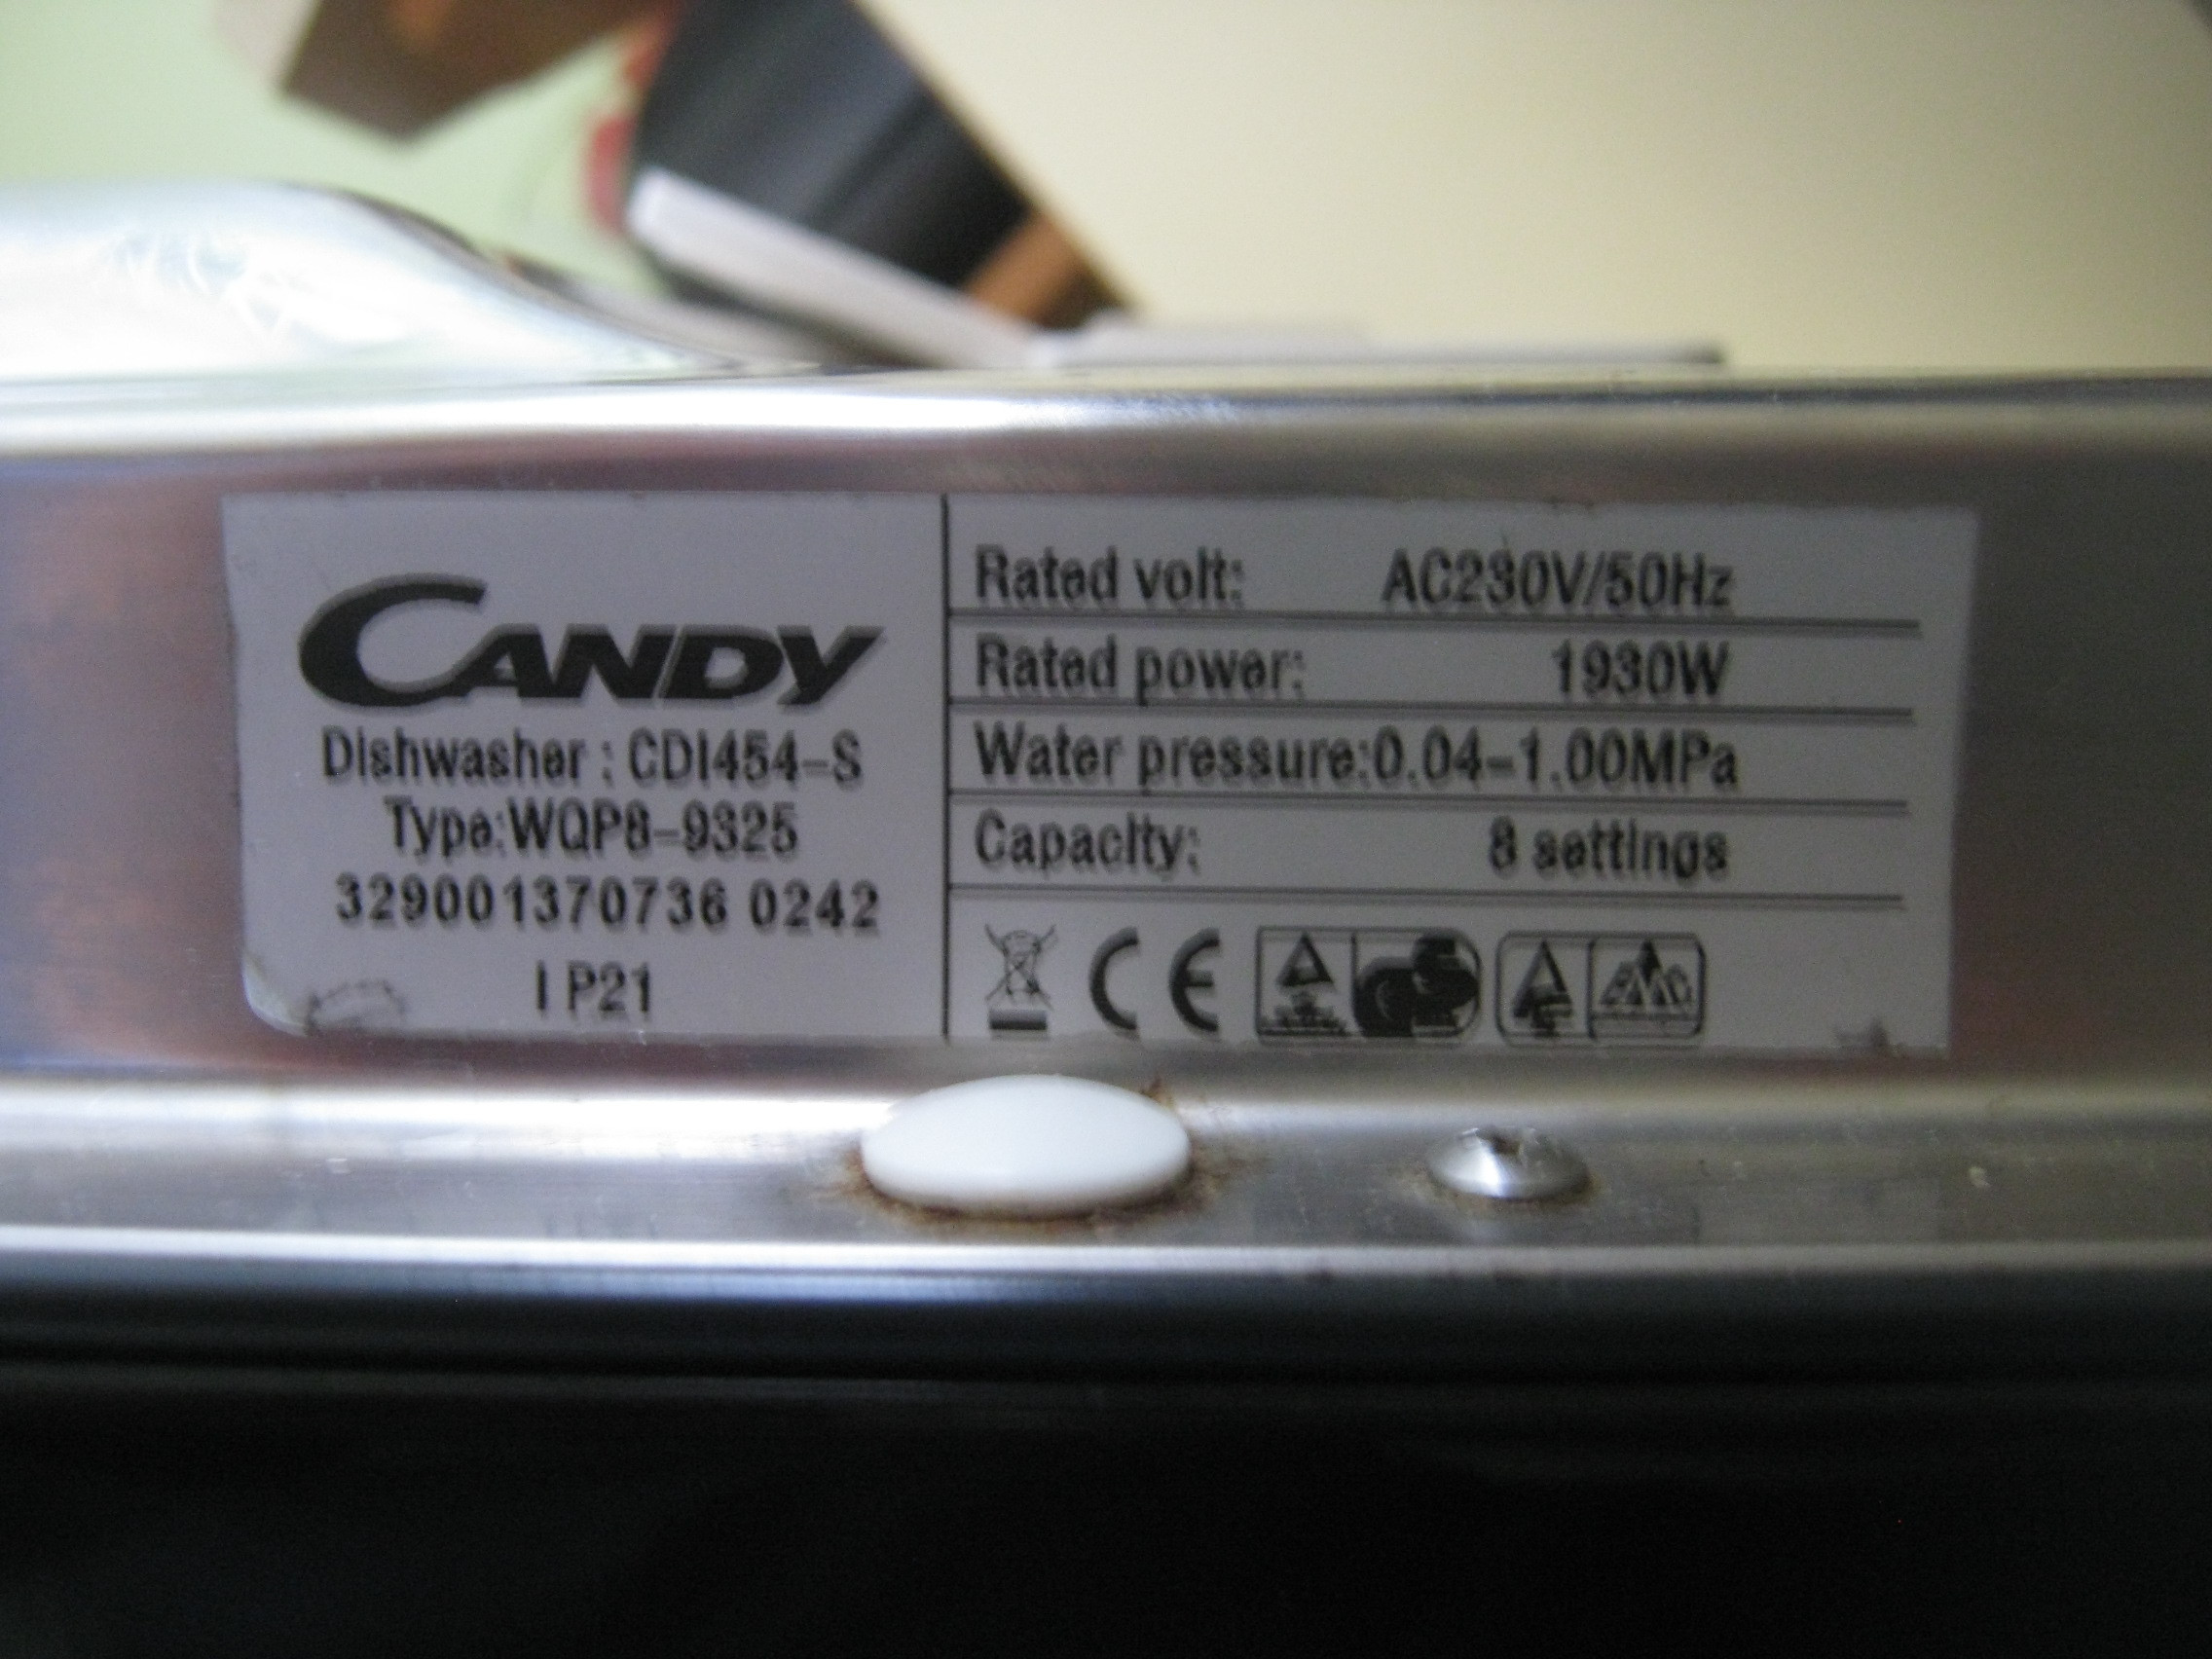 CANDY
Dishwasher : CDI454-S
Type:WQP8-9325
329001370736 0242
I P21
Rated volt: AC230V/50Hz
Rated power: 1930W
Water pressure:0.04-1.00MPa
Capacity: 8 settings
CE
EMC